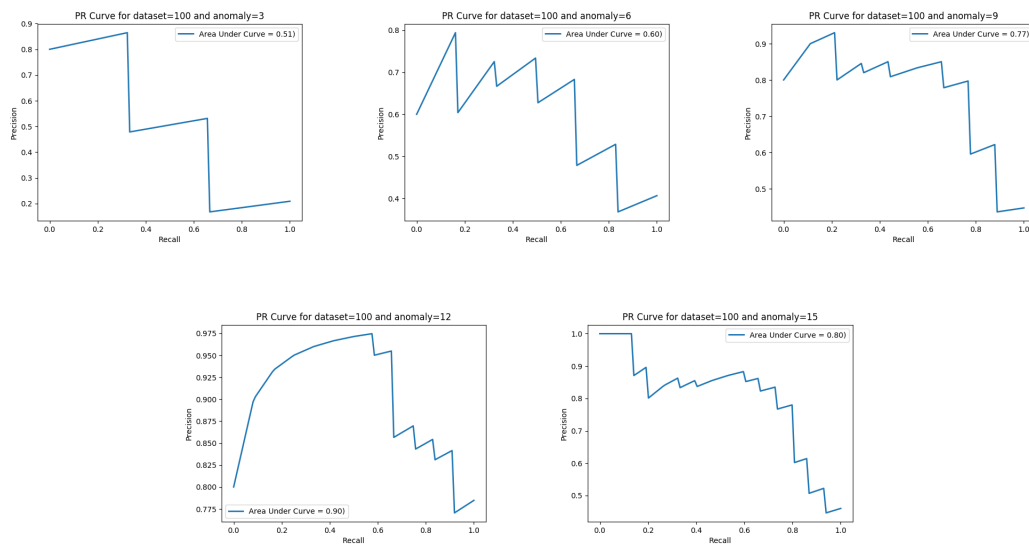 PR Curve for dataset=100 and anomaly=3
Area Under Curve = 0.51)
Precision
0.9
0.8
0.7
0.6
0.5
0.4
0.3
0.2
0.0 0.2 0.4 0.6 0.8 1.0
Recall
PR Curve for dataset=100 and anomaly=6
Area Under Curve = 0.60)
Precision
0.8
0.7
0.6
0.5
0.4
0.0 0.2 0.4 0.6 0.8 1.0
Recall
PR Curve for dataset=100 and anomaly=9
Area Under Curve = 0.77)
Precision
0.9
0.8
0.7
0.6
0.5
0.0 0.2 0.4 0.6 0.8 1.0
Recall
PR Curve for dataset=100 and anomaly=12
Precision
0.975
0.950
0.925
0.900
0.875
0.850
0.825
0.800
0.775
Area Under Curve = 0.90)
0.0 0.2 0.4 0.6 0.8 1.0
Recall
PR Curve for dataset=100 and anomaly=15
Area Under Curve = 0.80)
Precision
1.0
0.9
0.8
0.7
0.6
0.5
0.0 0.2 0.4 0.6 0.8 1.0
Recall